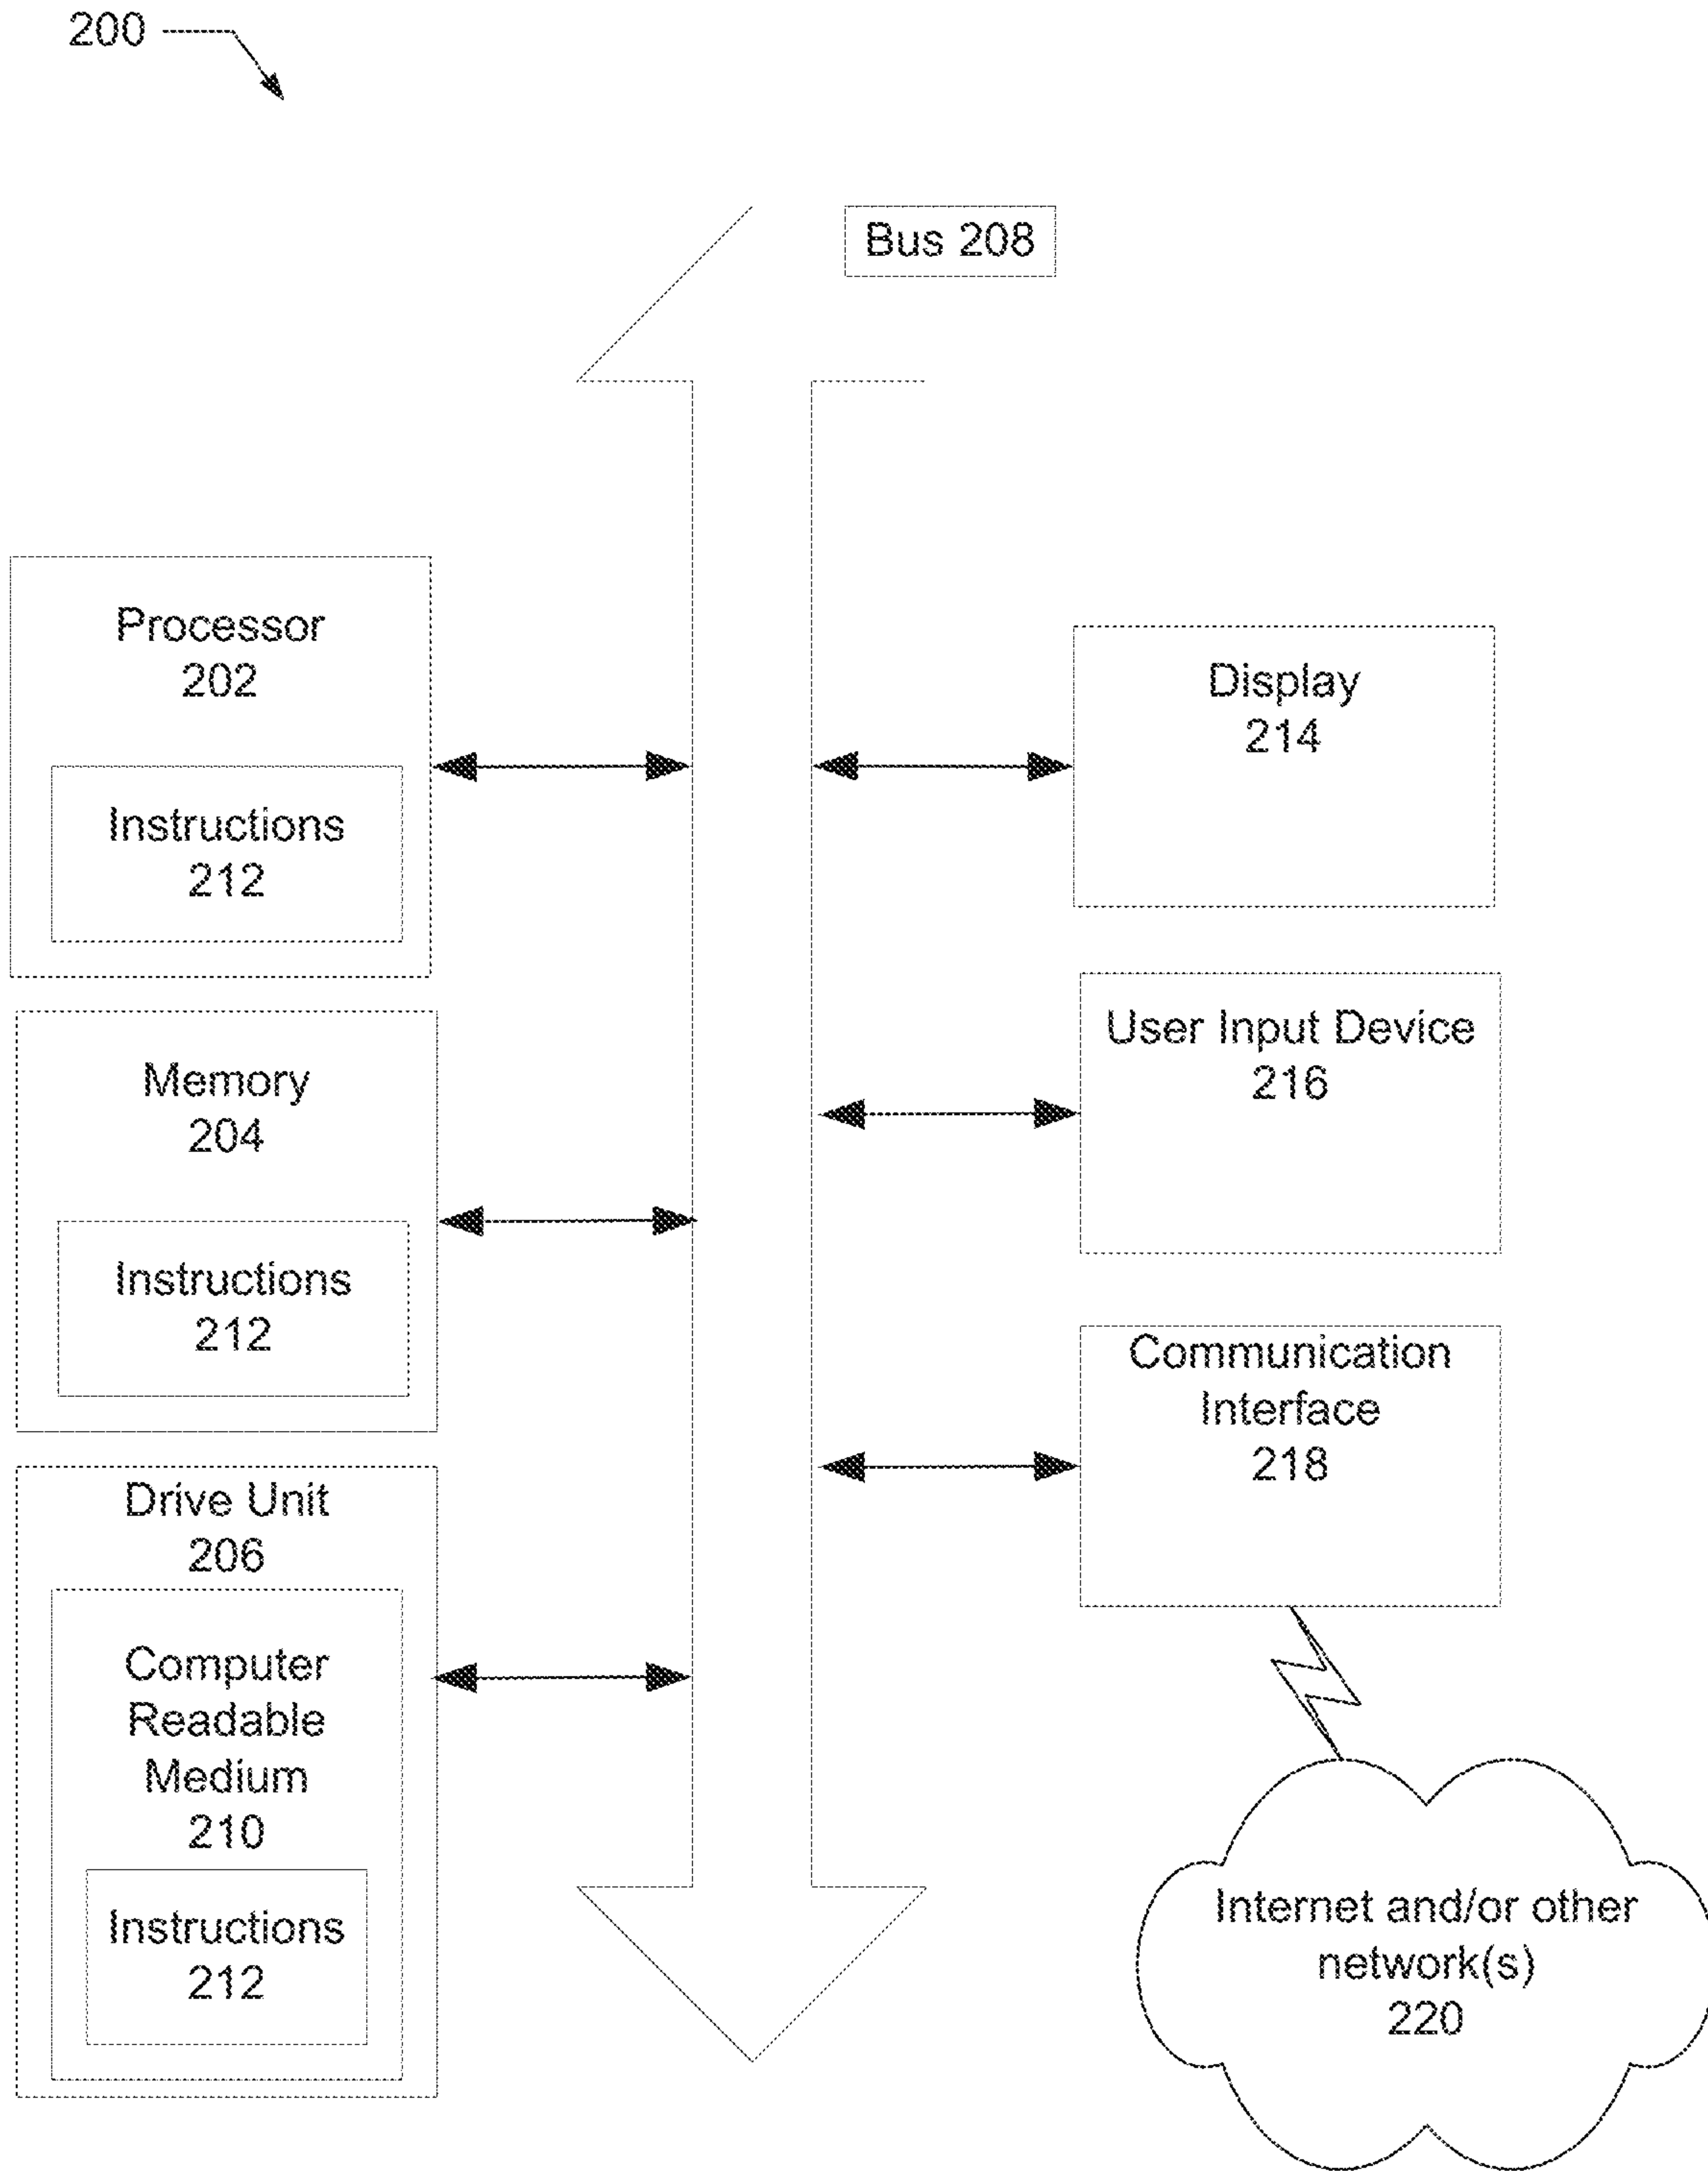 200
Bus 208
Processor
202
Instructions
212
Memory
204
Instructions
212
Drive Unit
206
Computer
Readable
Medium
210
Instructions
212
Display
214
User Input Device
216
Communication
Interface
218
Internet and/or other
network(s)
220